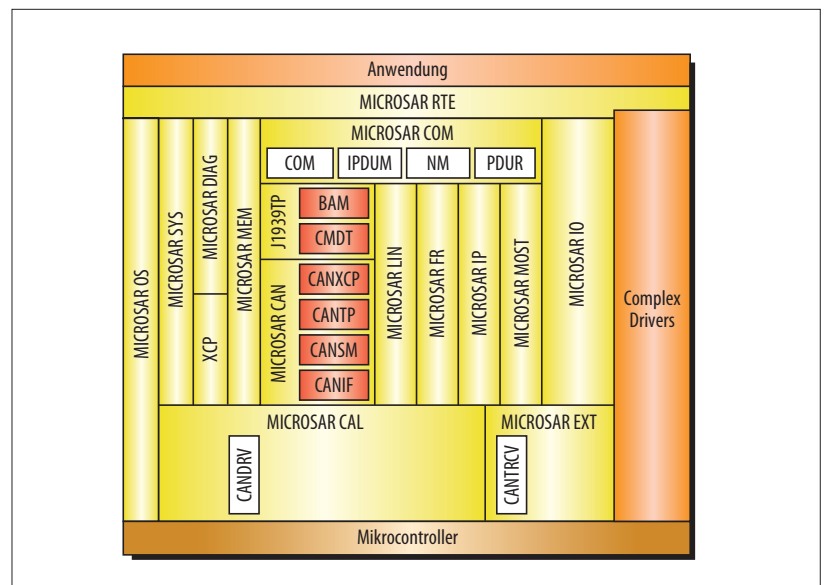 Anwendung
MICROSAR RTE
MICROSAR OS
MICROSAR SYS
MICROSAR DIAG
XCP
MICROSAR MEM
MICROSAR COM
COM
IPDUM
NM
PDUR
J1939TP
BAM
CMDT
MICROSAR CAN
CANXCP
CANTP
CANSM
CANIF
MICROSAR LIN
MICROSAR FR
MICROSAR IP
MICROSAR MOST
MICROSAR IO
Complex
Drivers
MICROSAR CAL
CANDRV
MICROSAR EXT
CANTRCV
Mikrocontroller